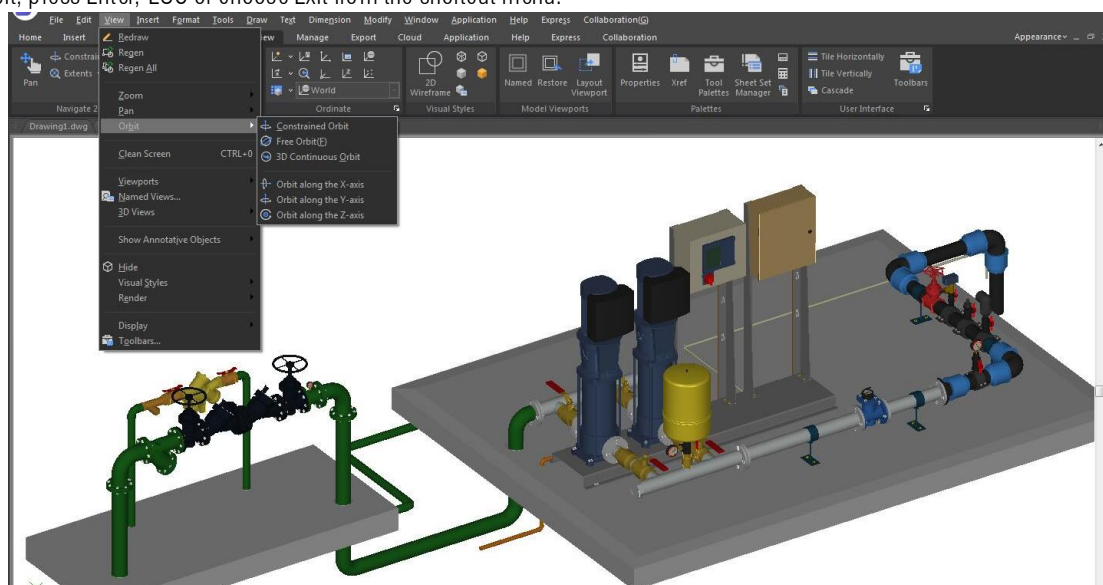 press Enter, ESC or choose Exit from the shortcut menu.
File Edit View Insert Format Tools Draw Text Dimension Modify Window Application Help Express Collaboration(G)
Home Insert Manage Export Cloud Application Help Express Collaboration Appearance
Redraw
Regen
Regen All
Zoom
Pan
Orbit
Clean Screen CTRL+0
Viewports
Named Views...
3D Views
Show Annotative Objects
Hide
Visual Styles
Render
Display
Toolbars...
Constrained Orbit
Free Orbit(F)
3D Continuous Orbit
Orbit along the X-axis
Orbit along the Y-axis
Orbit along the Z-axis
Pan
Extents
Navigate 2
World
Ordinate
2D Wireframe
Visual Styles
Named Restore Layout Viewport
Model Viewports
Properties Xref Tool Palettes Sheet Set Manager
Palettes
Tile Horizontally
Tile Vertically
Cascade
Toolbars
User Interface
Drawing1.dwg